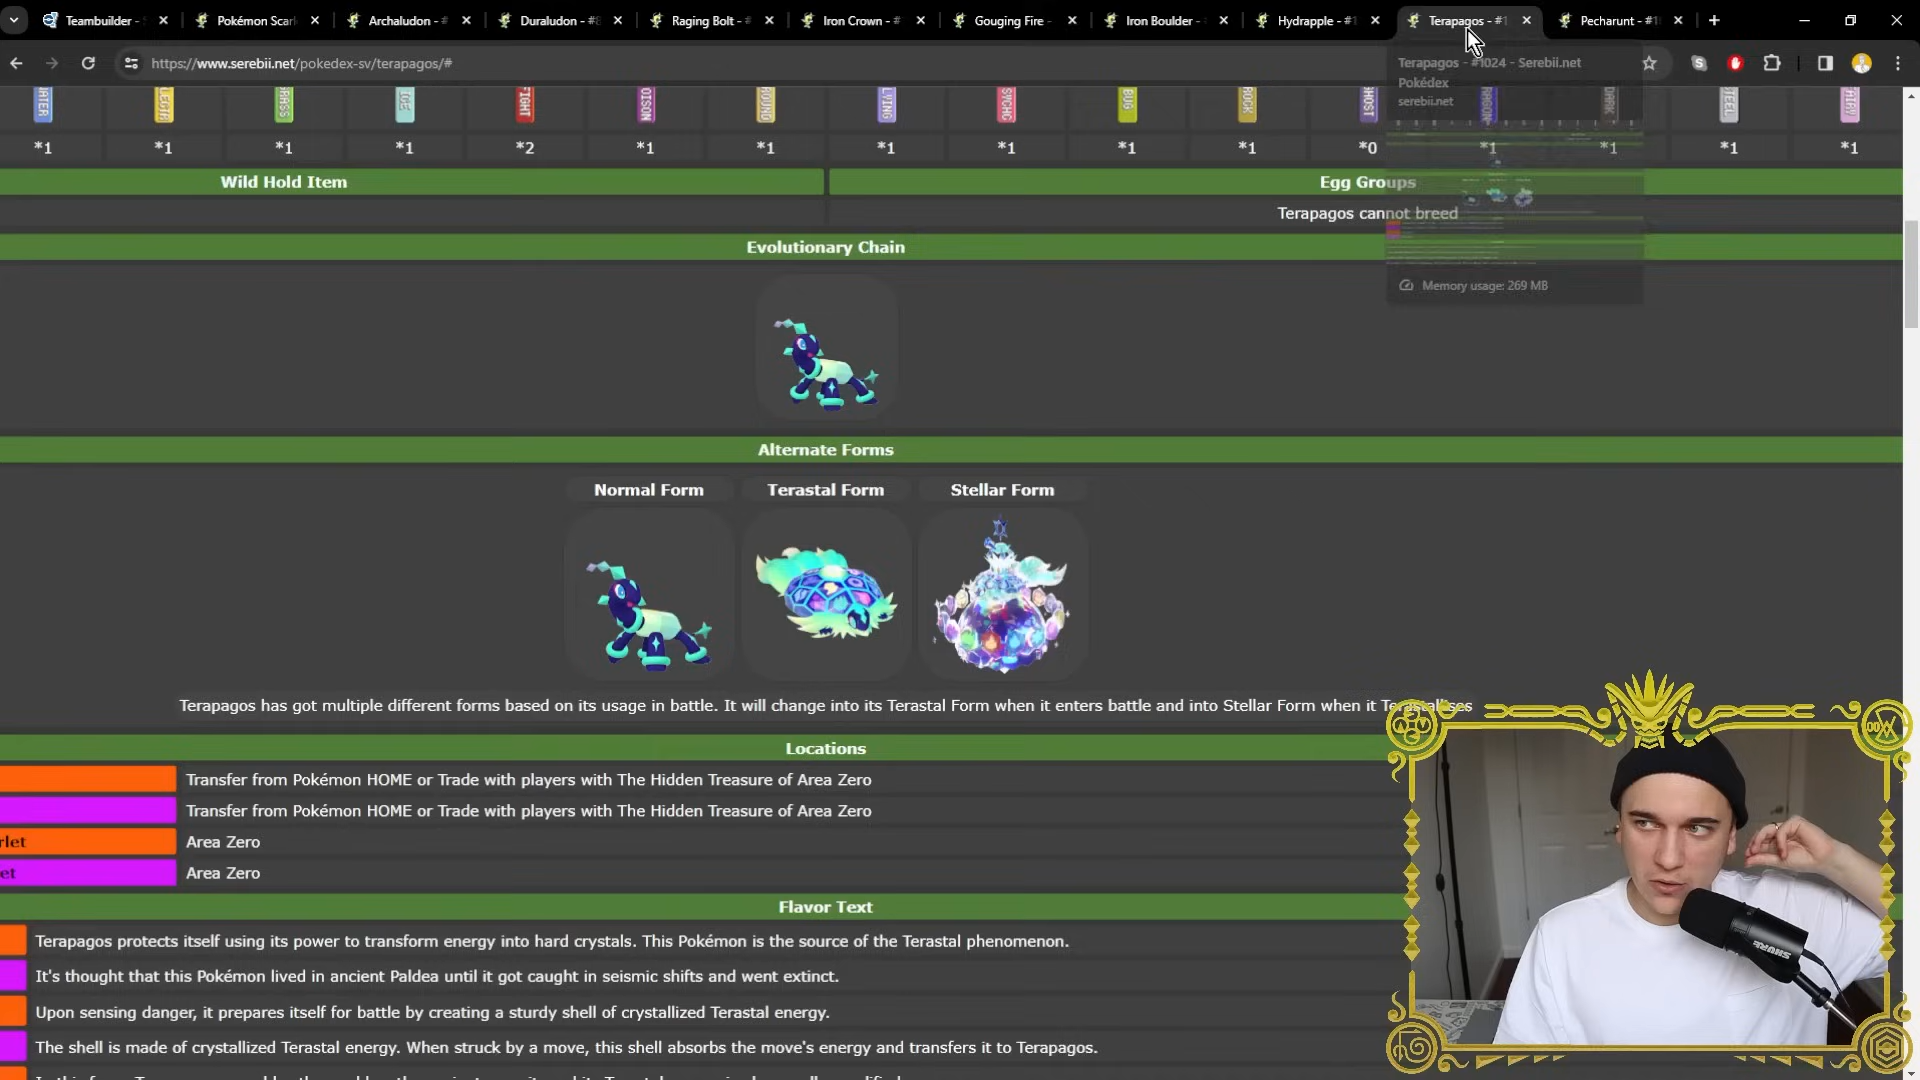 Teambuilder -
Pokémon Scarl
Archaludon - #
Duraludon - #8
Raging Bolt - #
Iron Crown - #
Gouging Fire -
Iron Boulder -
Hydrapple - #1
Terapagos - #1
Pecharunt - #1
https://www.serebii.net/pokedex-sv/terapagos/#
Terapagos - #1024 - Serebii.net
Pokédex
serebii.net
*1 *1 *1 *1 *2 *1 *1 *1 *1 *1 *1 *0 *1 *1 *1 *1
Wild Hold Item
Egg Groups
Terapagos cannot breed
Evolutionary Chain
Memory usage: 269 MB
Alternate Forms
Normal Form
Terastal Form
Stellar Form
Terapagos has got multiple different forms based on its usage in battle. It will change into its Terastal Form when it enters battle and into Stellar Form when it Terastallises
Locations
Transfer from Pokémon HOME or Trade with players with The Hidden Treasure of Area Zero
Transfer from Pokémon HOME or Trade with players with The Hidden Treasure of Area Zero
rlet Area Zero
et Area Zero
Flavor Text
Terapagos protects itself using its power to transform energy into hard crystals. This Pokémon is the source of the Terastal phenomenon.
It's thought that this Pokémon lived in ancient Paldea until it got caught in seismic shifts and went extinct.
Upon sensing danger, it prepares itself for battle by creating a sturdy shell of crystallized Terastal energy.
The shell is made of crystallized Terastal energy. When struck by a move, this shell absorbs the move's energy and transfers it to Terapagos.
SHURE